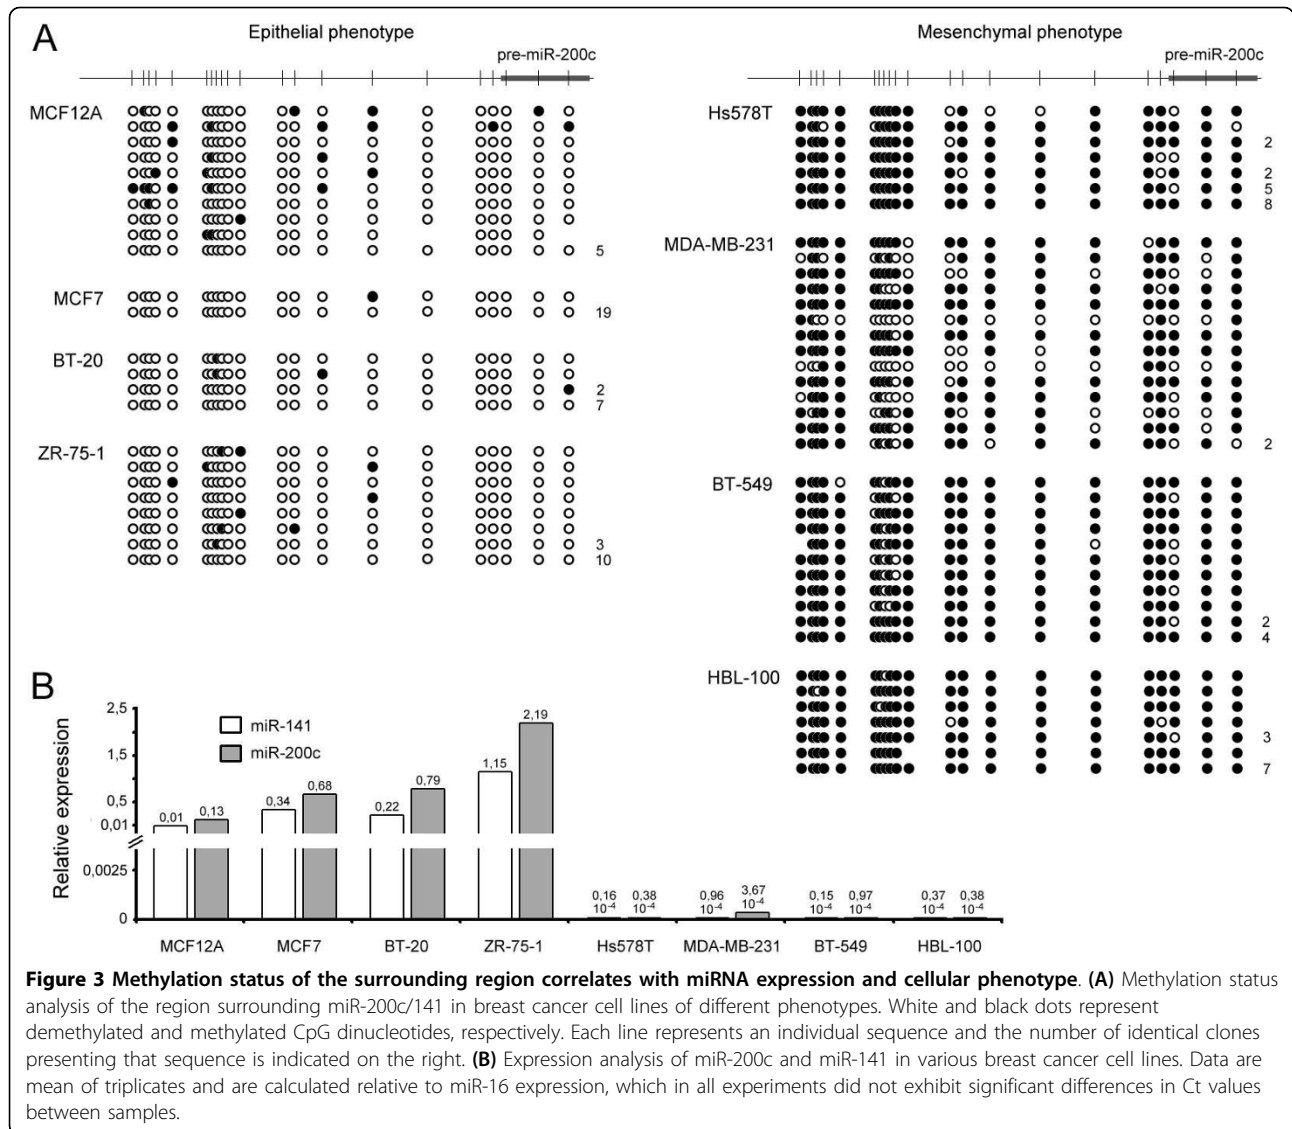 A
Epithelial phenotype
pre-miR-200c
MCF12A
5
MCF7
19
BT-20
2
7
ZR-75-1
3
10
Mesenchymal phenotype
pre-miR-200c
Hs578T
2
2
5
8
MDA-MB-231
2
BT-549
2
4
HBL-100
3
7
B
Relative expression
2,5
1,5
0,5
0,01
0,0025
0
miR-141
miR-200c
0,01
0,13
0,34
0,68
0,22
0,79
1,15
2,19
0,16
10-4
0,38
10-4
0,96
10-4
3,67
10-4
0,15
10-4
0,97
10-4
0,37
10-4
0,38
10-4
MCF12A
MCF7
BT-20
ZR-75-1
Hs578T
MDA-MB-231
BT-549
HBL-100
Figure 3 Methylation status of the surrounding region correlates with miRNA expression and cellular phenotype. (A) Methylation status
analysis of the region surrounding miR-200c/141 in breast cancer cell lines of different phenotypes. White and black dots represent
demethylated and methylated CpG dinucleotides, respectively. Each line represents an individual sequence and the number of identical clones
presenting that sequence is indicated on the right. (B) Expression analysis of miR-200c and miR-141 in various breast cancer cell lines. Data are
mean of triplicates and are calculated relative to miR-16 expression, which in all experiments did not exhibit significant differences in Ct values
between samples.